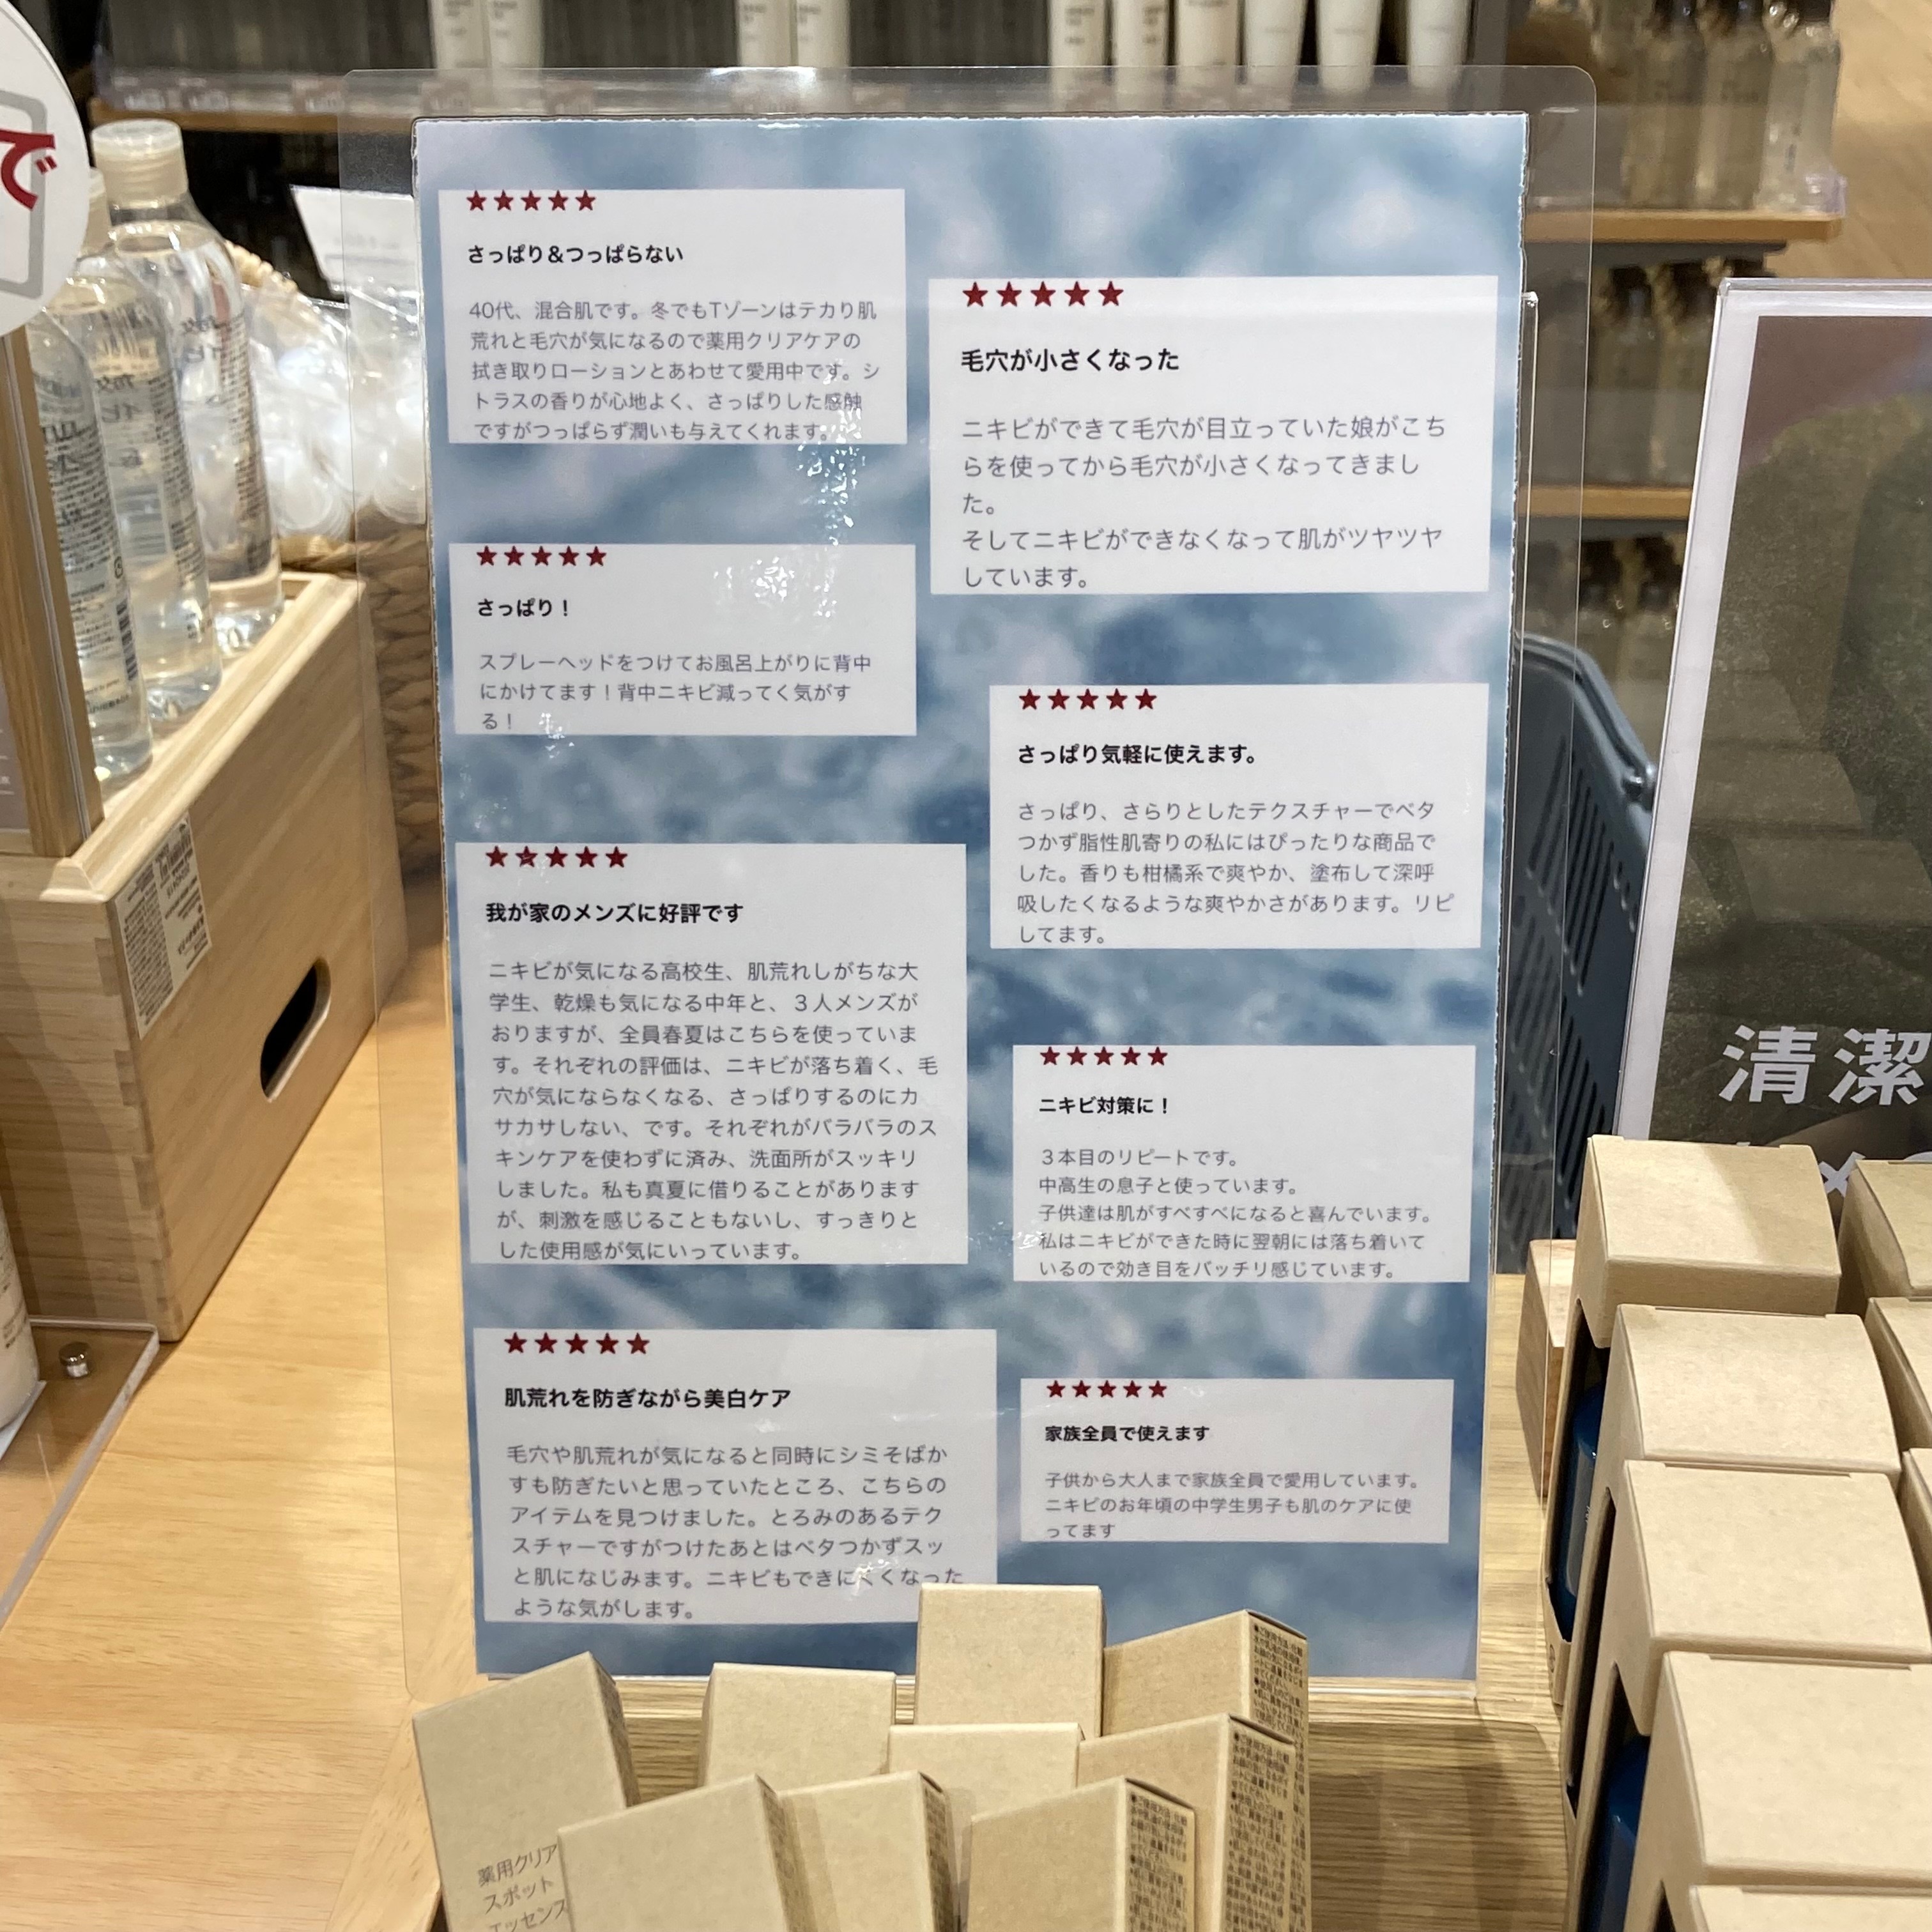 で
★★★★★
さっぱり＆つっぱらない
40代、混合肌です。冬でもTゾーンはテカり肌
荒れと毛穴が気になるので薬用クリアケアの
拭き取りローションとあわせて愛用中です。シ
トラスの香りが心地よく、さっぱりした感触
ですがつっぱらず潤いも与えてくれます。
★★★★★
さっぱり！
スプレーヘッドをつけてお風呂上がりに背中
にかけてます！背中ニキビ減ってく気がす
る！
★★★★★
我が家のメンズに好評です
ニキビが気になる高校生、肌荒れしがちな大
学生、乾燥も気になる中年と、３人メンズが
おりますが、全員春夏はこちらを使っていま
す。それぞれの評価は、ニキビが落ち着く、毛
穴が気にならなくなる、さっぱりするのにカ
サカサしない、です。それぞれがバラバラのス
キンケアを使わずに済み、洗面所がスッキリ
しました。私も真夏に借りることがあります
が、刺激を感じることもないし、すっきりと
した使用感が気にいっています。
★★★★★
肌荒れを防ぎながら美白ケア
毛穴や肌荒れが気になると同時にシミそばか
すも防ぎたいと思っていたところ、こちらの
アイテムを見つけました。とろみのあるテク
スチャーですがつけたあとはベタつかずスッ
と肌になじみます。ニキビもできにくくなった
ような気がします。
★★★★★
毛穴が小さくなった
ニキビができて毛穴が目立っていた娘がこち
らを使ってから毛穴が小さくなってきまし
た。
そしてニキビができなくなって肌がツヤツヤ
しています。
★★★★★
さっぱり気軽に使えます。
さっぱり、さらりとしたテクスチャーでベタ
つかず脂性肌寄りの私にはぴったりな商品で
した。香りも柑橘系で爽やか、塗布して深呼
吸したくなるような爽やかさがあります。リピ
してます。
★★★★★
ニキビ対策に！
３本目のリピートです。
中高生の息子と使っています。
子供達は肌がすべすべになると喜んでいます。
私はニキビができた時に翌朝には落ち着いて
いるので効き目をバッチリ感じています。
★★★★★
家族全員で使えます
子供から大人まで家族全員で愛用しています。
ニキビのお年頃の中学生男子も肌のケアに使
ってます
清潔
薬用クリア
スポット
エッセンス